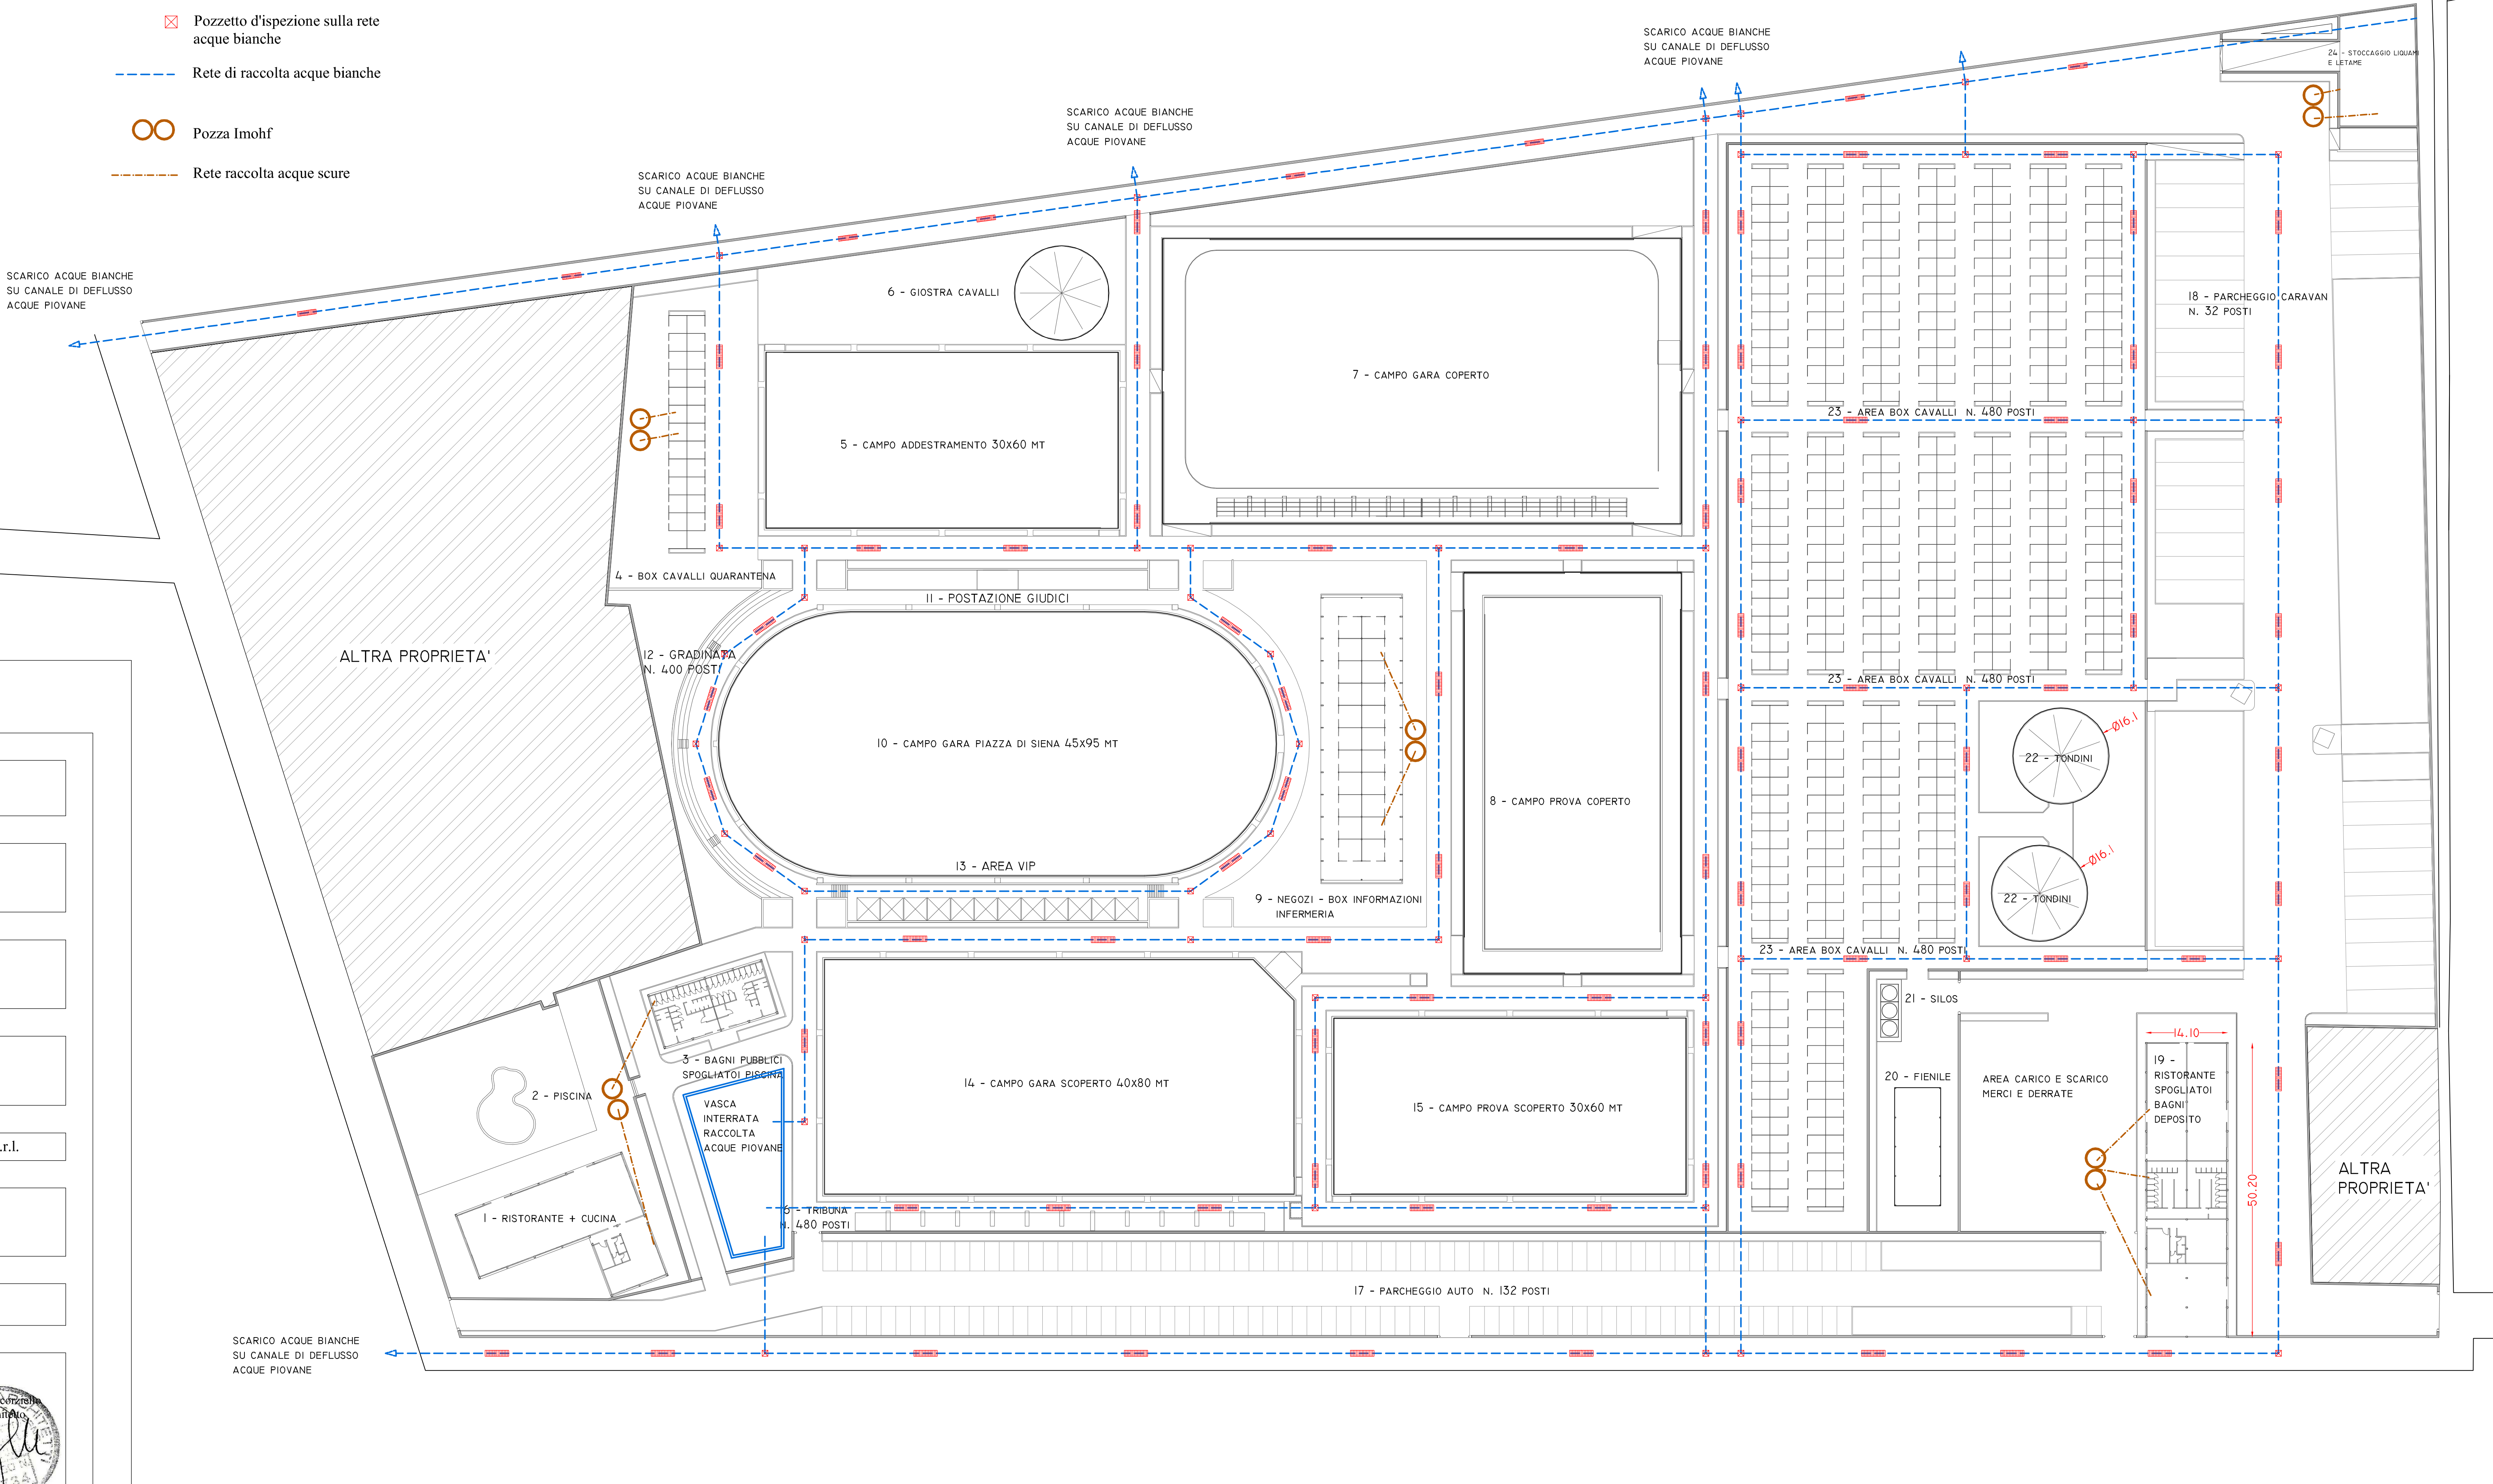 Pozzetto d'ispezione sulla rete
acque bianche
Rete di raccolta acque bianche
Pozza Imohf
Rete raccolta acque scure
SCARICO ACQUE BIANCHE
SU CANALE DI DEFLUSSO
ACQUE PIOVANE
SCARICO ACQUE BIANCHE
SU CANALE DI DEFLUSSO
ACQUE PIOVANE
SCARICO ACQUE BIANCHE
SU CANALE DI DEFLUSSO
ACQUE PIOVANE
SCARICO ACQUE BIANCHE
SU CANALE DI DEFLUSSO
ACQUE PIOVANE
24 - STOCCAGGIO LIQUAMI
E LETAME
6 - GIOSTRA CAVALLI
18 - PARCHEGGIO CARAVAN
N. 32 POSTI
7 - CAMPO GARA COPERTO
23 - AREA BOX CAVALLI N. 480 POSTI
5 - CAMPO ADDESTRAMENTO 30X60 MT
4 - BOX CAVALLI QUARANTENA
11 - POSTAZIONE GIUDICI
ALTRA PROPRIETA'
12 - GRADINATA
N. 400 POSTI
23 - AREA BOX CAVALLI N. 480 POSTI
Ø16.1
10 - CAMPO GARA PIAZZA DI SIENA 45X95 MT
22 - TONDINI
8 - CAMPO PROVA COPERTO
Ø16.1
13 - AREA VIP
9 - NEGOZI - BOX INFORMAZIONI
INFERMERIA
22 - TONDINI
23 - AREA BOX CAVALLI N. 480 POSTI
21 - SILOS
14.10
3 - BAGNI PUBBLICI
SPOGLIATOI PISCINA
19 -
RISTORANTE
SPOGLIATOI
BAGNI
DEPOSITO
20 - FIENILE
AREA CARICO E SCARICO
MERCI E DERRATE
14 - CAMPO GARA SCOPERTO 40X80 MT
2 - PISCINA
VASCA
INTERRATA
RACCOLTA
ACQUE PIOVANE
15 - CAMPO PROVA SCOPERTO 30X60 MT
.r.l.
ALTRA
PROPRIETA'
50.20
1 - RISTORANTE + CUCINA
6 - TRIBUNA
N. 480 POSTI
17 - PARCHEGGIO AUTO N. 132 POSTI
SCARICO ACQUE BIANCHE
SU CANALE DI DEFLUSSO
ACQUE PIOVANE